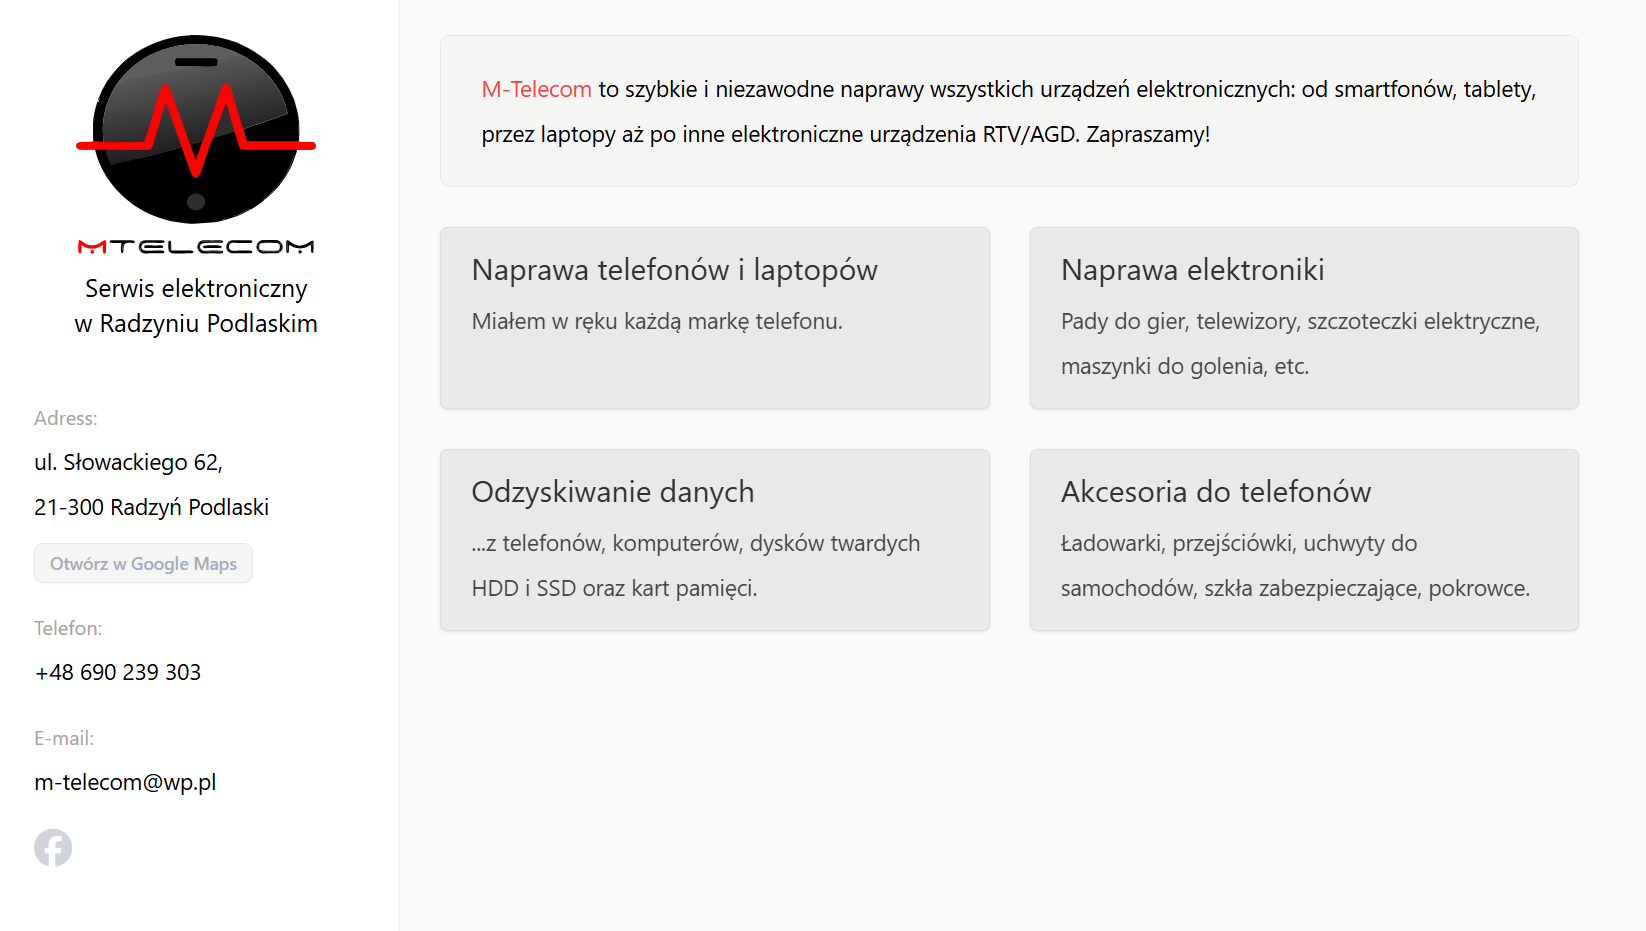 MTELECOM
Serwis elektroniczny
w Radzyniu Podlaskim
Adress:
ul. Słowackiego 62,
21-300 Radzyń Podlaski
Otwórz w Google Maps
Telefon:
+48 690 239 303
E-mail:
m-telecom@wp.pl
M-Telecom to szybkie i niezawodne naprawy wszystkich urządzeń elektronicznych: od smartfonów, tablety,
przez laptopy aż po inne elektroniczne urządzenia RTV/AGD. Zapraszamy!
Naprawa telefonów i laptopów
Miałem w ręku każdą markę telefonu.
Naprawa elektroniki
Pady do gier, telewizory, szczoteczki elektryczne,
maszynki do golenia, etc.
Odzyskiwanie danych
...z telefonów, komputerów, dysków twardych
HDD i SSD oraz kart pamięci.
Akcesoria do telefonów
Ładowarki, przejściówki, uchwyty do
samochodów, szkła zabezpieczające, pokrowce.